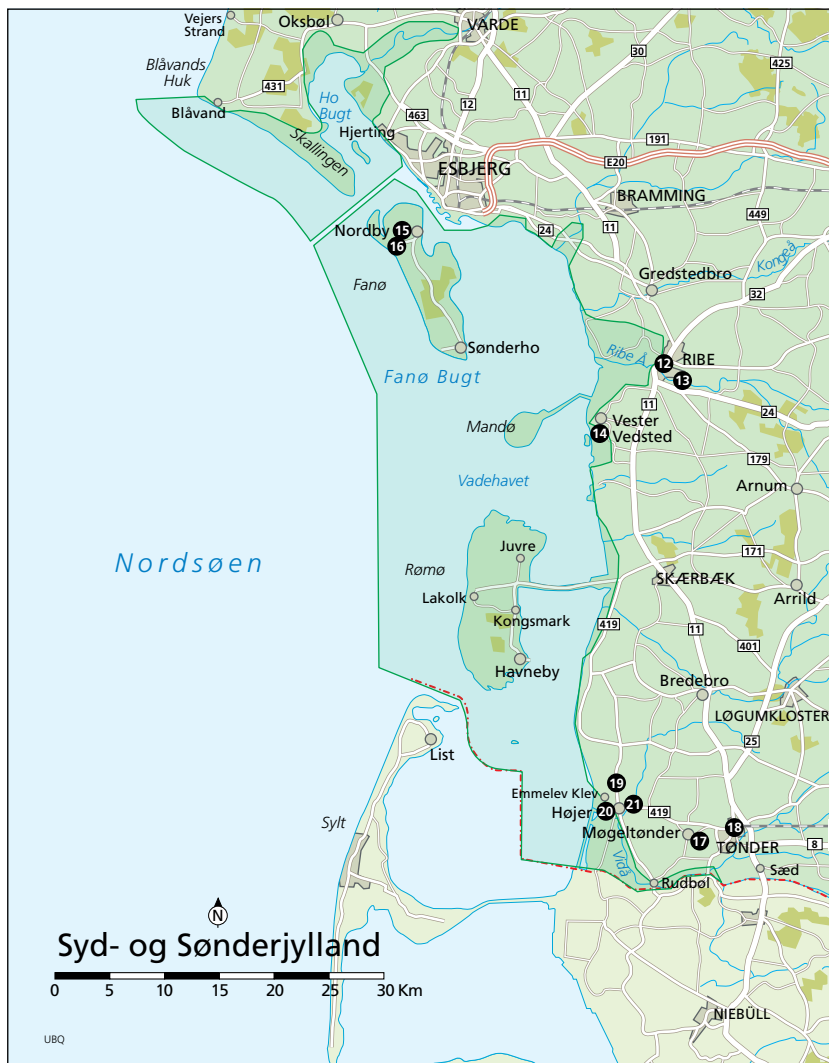 Vejers
Strand
Oksbøl
VARDE
30
425
Blåvands
Huk
431
Ho
Bugt
12
11
Blåvand
463
Hjerting
191
Skallingen
ESBJERG
E20
BRAMMING
449
Nordby
15
16
24
11
Kongeå
Gredstedbro
Fanø
32
Sønderho
Ribe Å
12
RIBE
13
Fanø Bugt
11
24
Mandø
Vester
Vedsted
14
179
Vadehavet
Arnum
Nordsøen
Juvre
171
Rømø
SKÆRBÆK
Lakolk
Arrild
Kongsmark
419
11
401
Havneby
Bredebro
LØGUMKLOSTER
25
List
19
Emmelev Klev
Højer
20
21
419
18
Sylt
Møgeltønder
17
TØNDER
8
Vidå
Sæd
Rudbøl
N
Syd- og Sønderjylland
0 5 10 15 20 25 30 Km
NIEBÜLL
UBQ